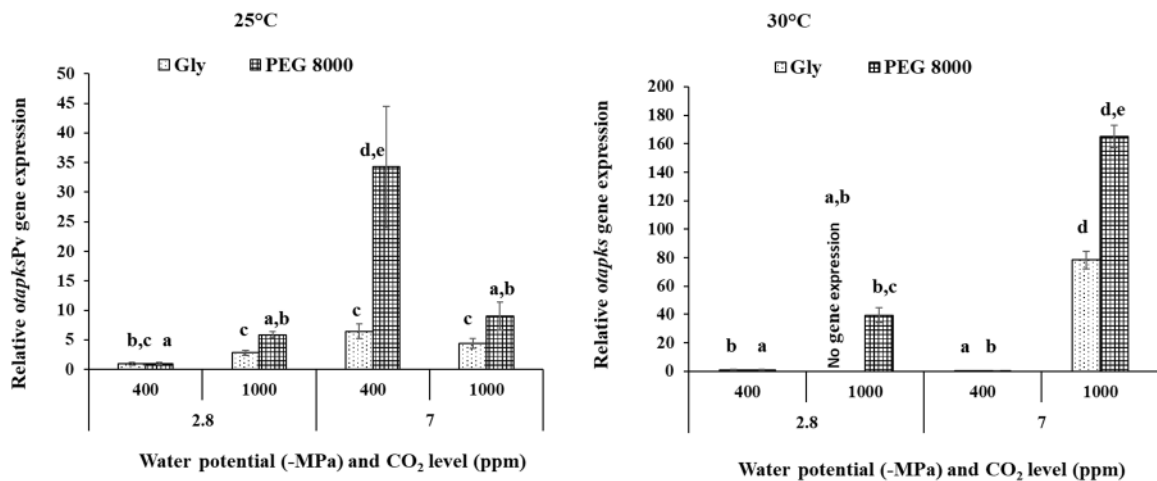 25°C
Gly PEG 8000
Relative otapksPv gene expression
50
45
40
35
30
25
20
15
10
5
0
b,c a
c a,b
c d,e
c a,b
400 1000 400 1000
2.8 7
Water potential (-MPa) and CO₂ level (ppm)
30°C
Gly PEG 8000
Relative otapks gene expression
200
180
160
140
120
100
80
60
40
20
0
b a
a,b
No gene expression
b,c
a b
d
d,e
400 1000 400 1000
2.8 7
Water potential (-MPa) and CO₂ level (ppm)